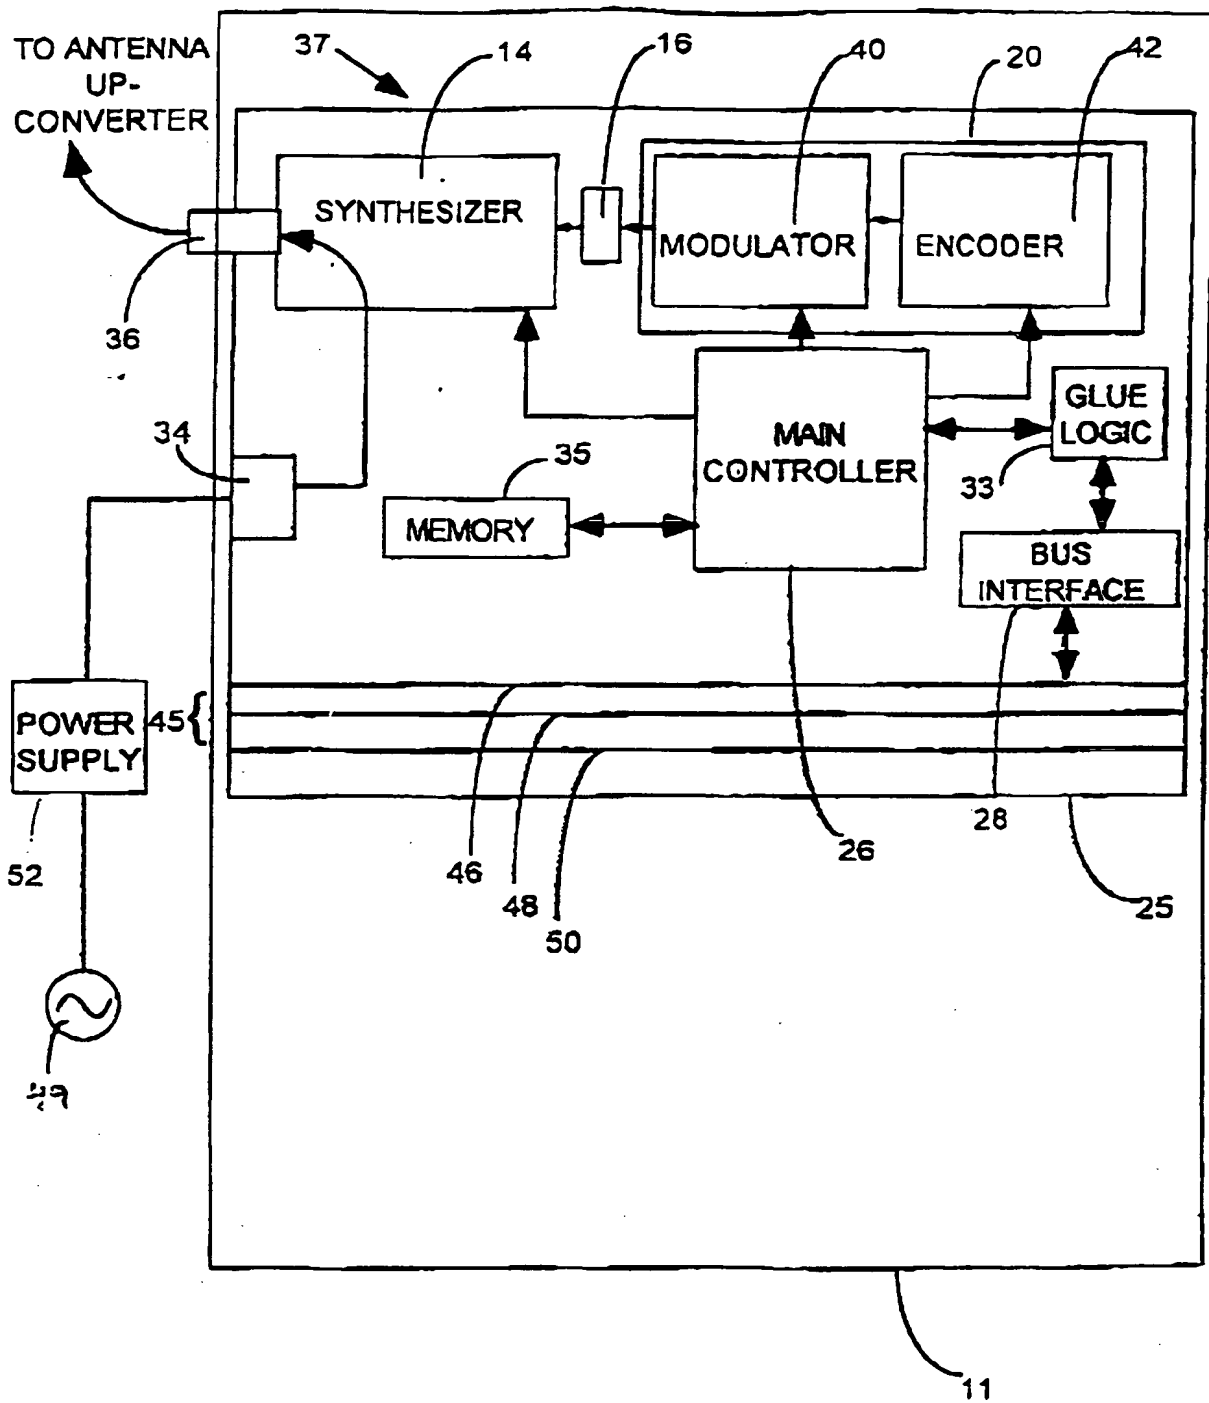 TO ANTENNA
UP-
CONVERTER
37
14
16
40
20
42
SYNTHESIZER
MODULATOR
ENCODER
36
34
35
MEMORY
MAIN
CONTROLLER
GLUE
LOGIC
33
BUS
INTERFACE
POWER
SUPPLY
45{
52
46
48
50
26
28
25
49
11